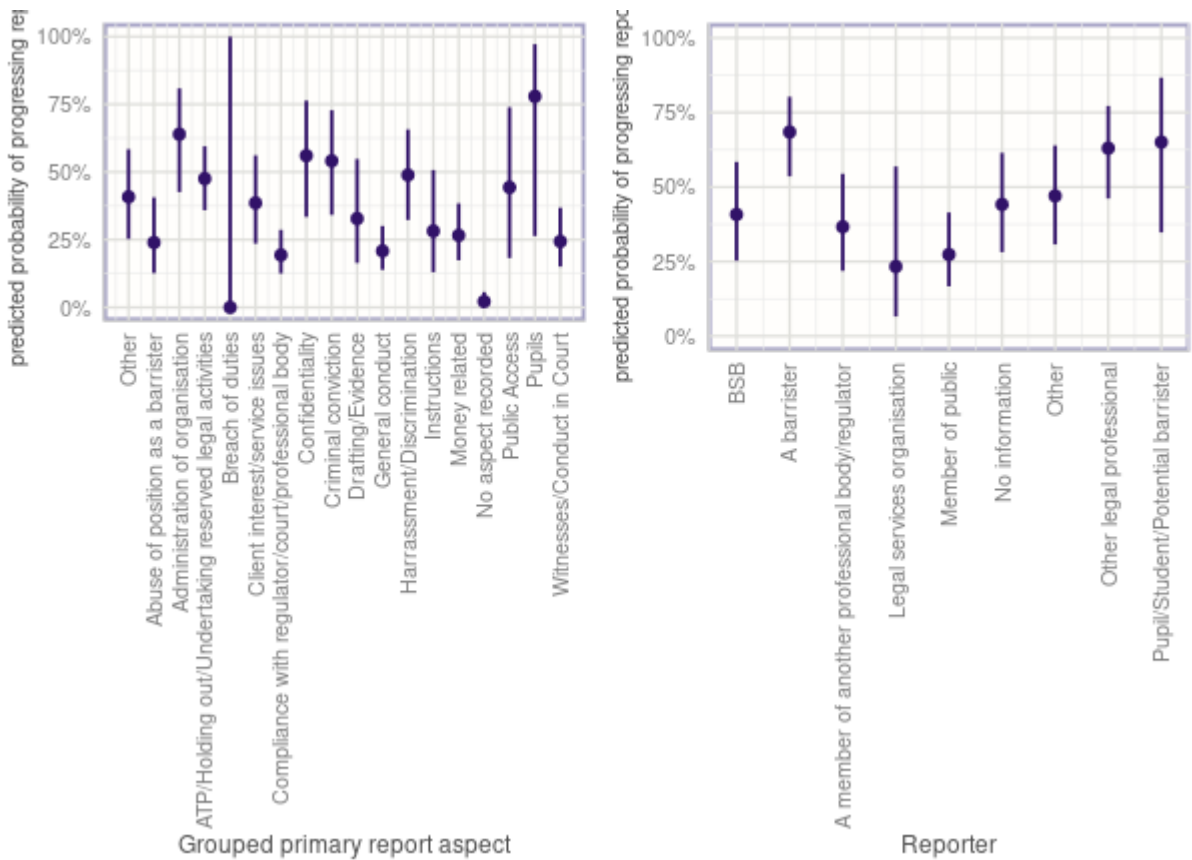 predicted probability of progressing re
100%
75%
50%
25%
0%
Other
Abuse of position as a barrister
Administration of organisation
ATP/Holding out/Undertaking reserved legal activities
Breach of duties
Client interest/service issues
Compliance with regulator/court/professional body
Confidentiality
Criminal conviction
Drafting/Evidence
General conduct
Harrassment/Discrimination
Instructions
Money related
No aspect recorded
Public Access
Pupils
Witnesses/Conduct in Court
Grouped primary report aspect
predicted probability of progressing repo
100%
75%
50%
25%
0%
BSB
A barrister
A member of another professional body/regulator
Legal services organisation
Member of public
No information
Other
Other legal professional
Pupil/Student/Potential barrister
Reporter